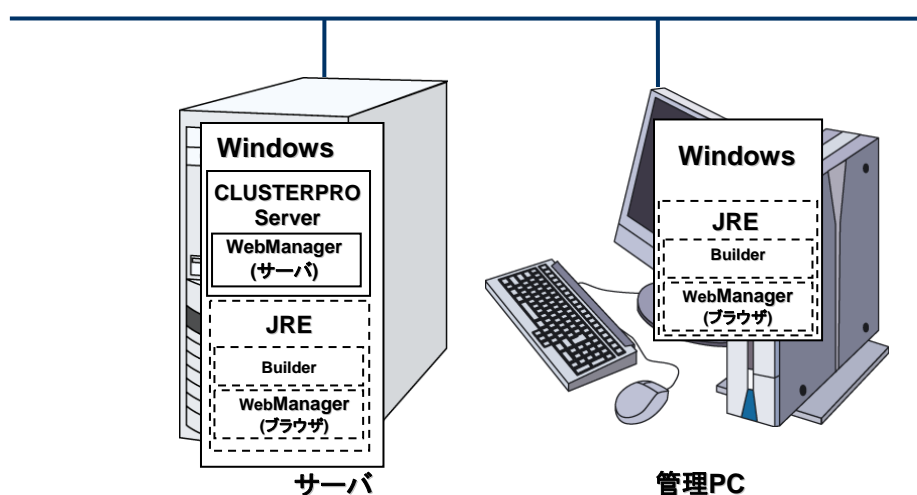 Windows
CLUSTERPRO
Server
WebManager
(サーバ)
JRE
Builder
WebManager
(ブラウザ)
サーバ
Windows
JRE
Builder
WebManager
(ブラウザ)
管理PC